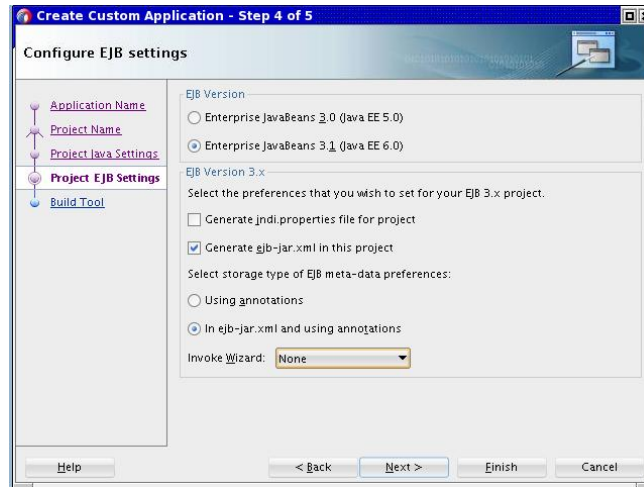 Create Custom Application - Step 4 of 5
Configure EJB settings
Application Name
Project Name
Project Java Settings
Project EJB Settings
Build Tool
EJB Version
Enterprise JavaBeans 3.0 (Java EE 5.0)
Enterprise JavaBeans 3.1 (Java EE 6.0)
EJB Version 3.x
Select the preferences that you wish to set for your EJB 3.x project.
Generate jndi.properties file for project
Generate ejb-jar.xml in this project
Select storage type of EJB meta-data preferences:
Using annotations
In ejb-jar.xml and using annotations
Invoke Wizard: None
Help < Back Next > Finish Cancel